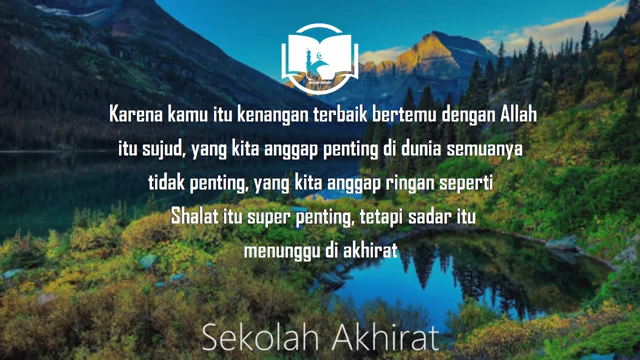 Karena kamu itu kenangan terbaik bertemu dengan Allah
itu sujud, yang kita anggap penting di dunia semuanya
tidak penting, yang kita anggap ringan seperti
Shalat itu super penting, tetapi sadar itu
menunggu di akhirat
Sekolah Akhirat